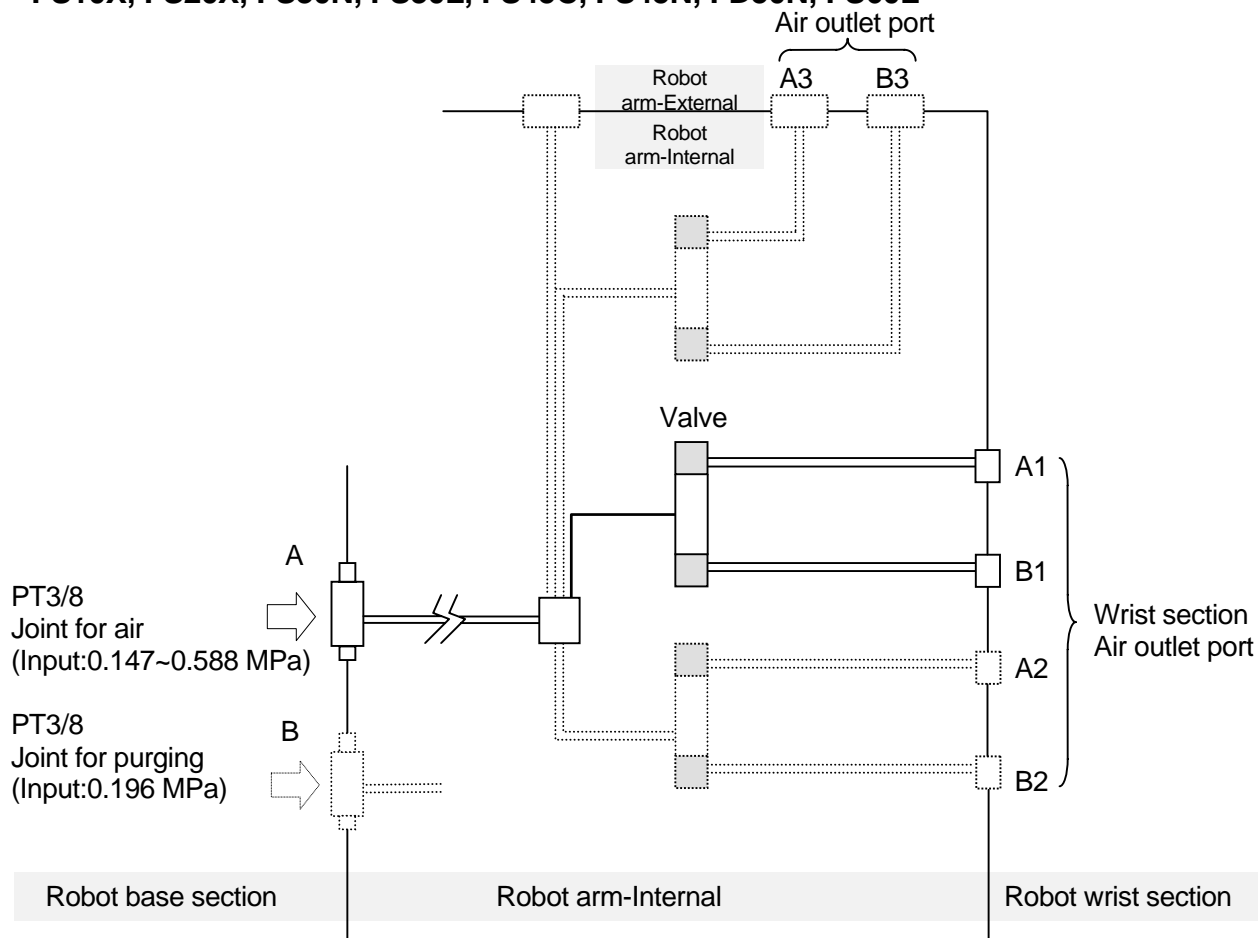 Air outlet port
Robot
arm-External
A3
B3
Robot
arm-Internal
Valve
A1
A
B1
PT3/8
Joint for air
(Input:0.147~0.588 MPa)
Wrist section
Air outlet port
A2
PT3/8
Joint for purging
(Input:0.196 MPa)
B
B2
Robot base section
Robot arm-Internal
Robot wrist section